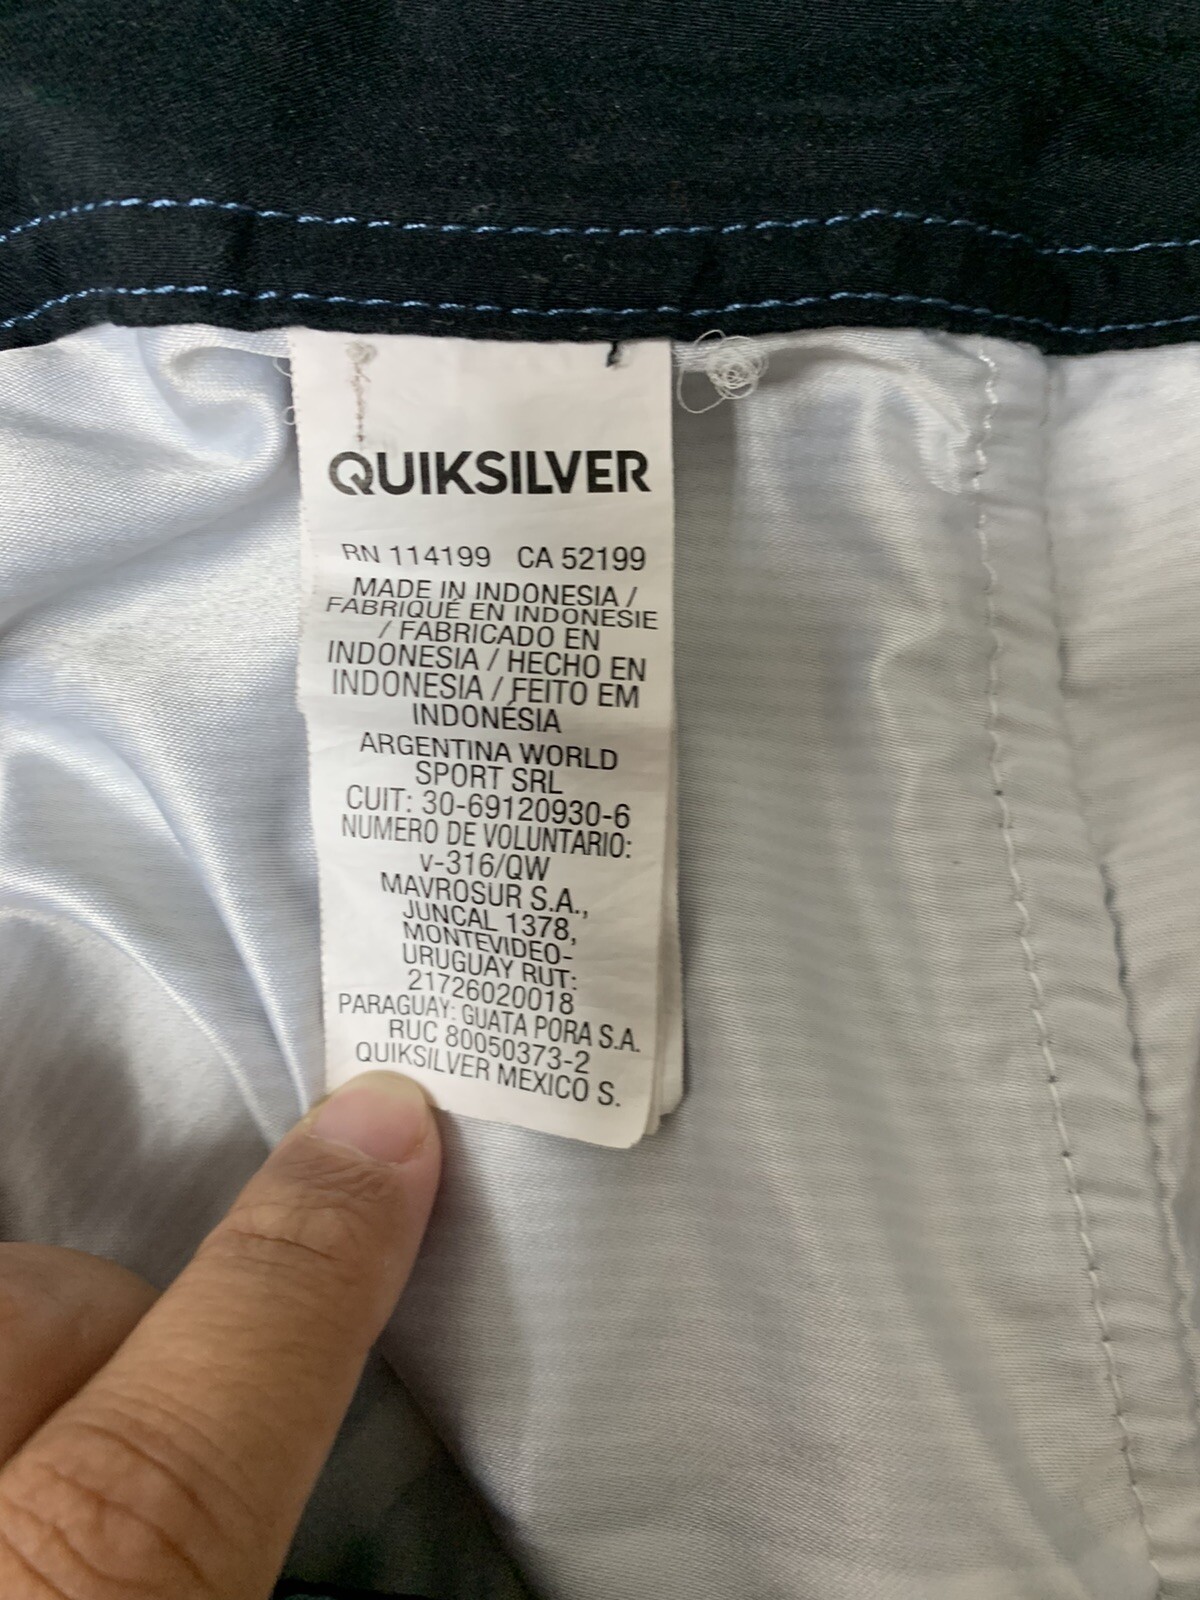 QUIKSILVER
RN 114199 CA 52199
MADE IN INDONESIA /
FABRIQUÉ EN INDONESIE
/ FABRICADO EN
INDONESIA / HECHO EN
INDONESIA / FEITO EM
INDONÉSIA
ARGENTINA WORLD
SPORT SRL
CUIT: 30-69120930-6
NUMERO DE VOLUNTARIO:
v-316/QW
MAVROSUR S.A.,
JUNCAL 1378,
MONTEVIDEO-
URUGUAY RUT:
21726020018
PARAGUAY: GUATA PORA S.A.
RUC 80050373-2
QUIKSILVER MEXICO S.